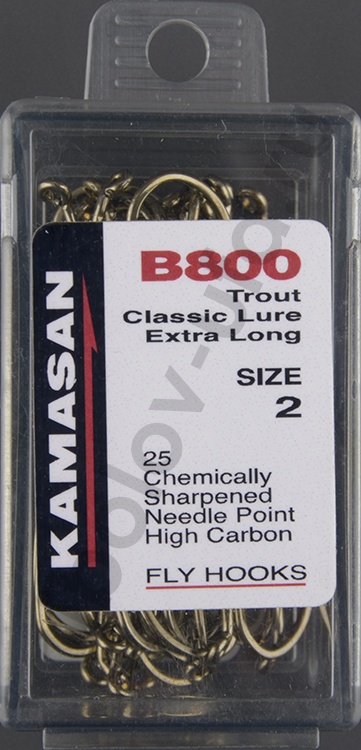 KAMASAN
B800
Trout
Classic Lure
Extra Long
SIZE
2
25
Chemically
Sharpened
Needle Point
High Carbon
FLY HOOKS